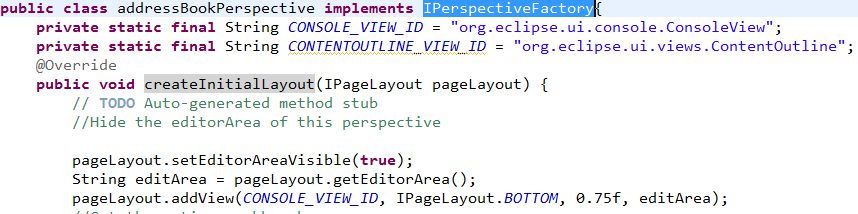 public class addressBookPerspective implements IPerspectiveFactory{
    private static final String CONSOLE_VIEW_ID = "org.eclipse.ui.console.ConsoleView";
    private static final String CONTENTOUTLINE_VIEW_ID = "org.eclipse.ui.views.ContentOutline";
    @Override
    public void createInitialLayout(IPageLayout pageLayout) {
        // TODO Auto-generated method stub
        //Hide the editorArea of this perspective
        pageLayout.setEditorAreaVisible(true);
        String editArea = pageLayout.getEditorArea();
        pageLayout.addView(CONSOLE_VIEW_ID, IPageLayout.BOTTOM, 0.75f, editArea);